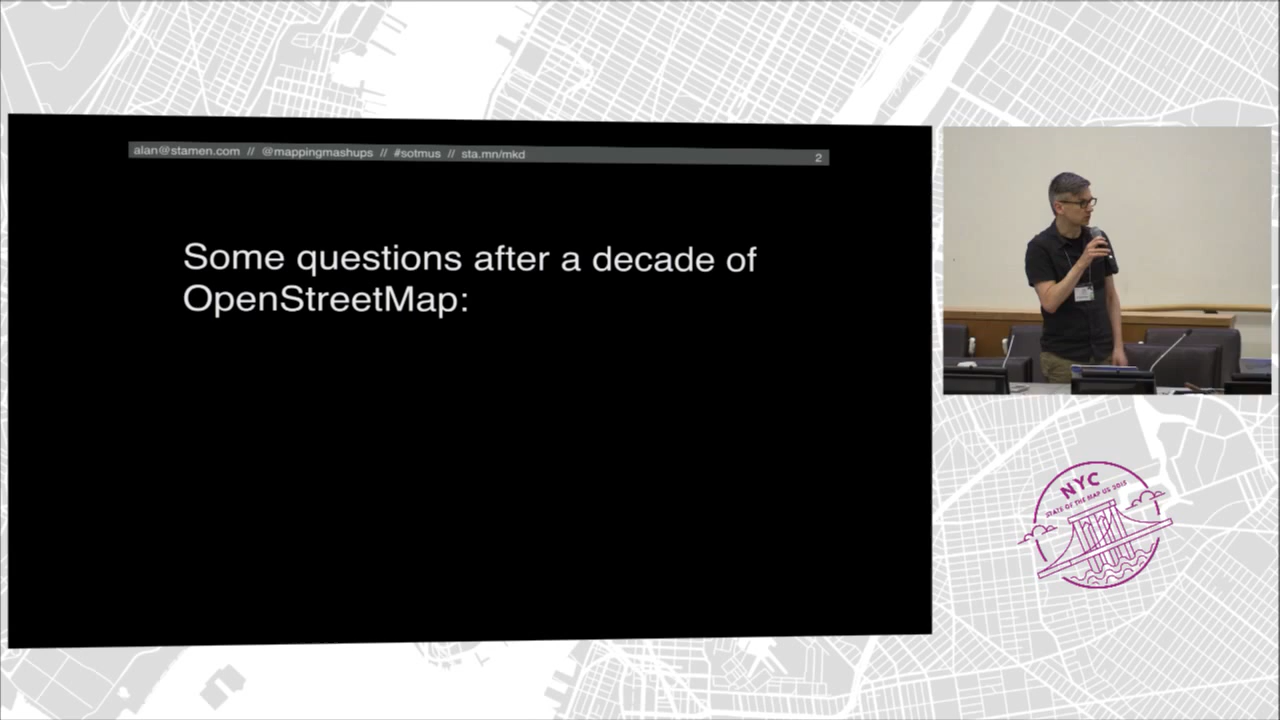 alan@stamen.com // @mappingmashups // #sotmus // sta.mn/mkd 2
Some questions after a decade of
OpenStreetMap:
NYC
STATE OF THE MAP US 2015